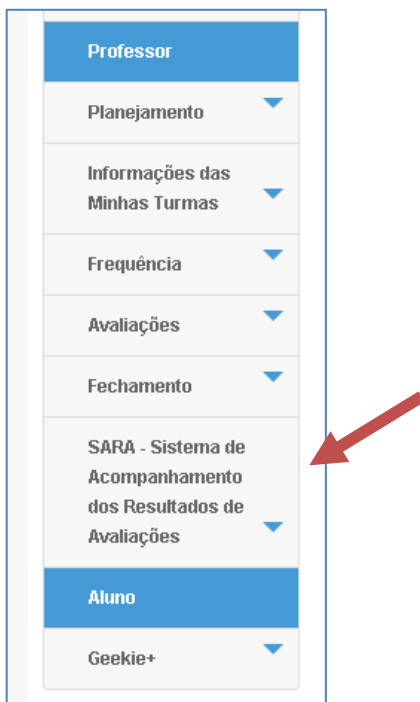 Professor
Planejamento
Informações das
Minhas Turmas
Frequência
Avaliações
Fechamento
SARA - Sistema de
Acompanhamento
dos Resultados de
Avaliações
Aluno
Geekie+